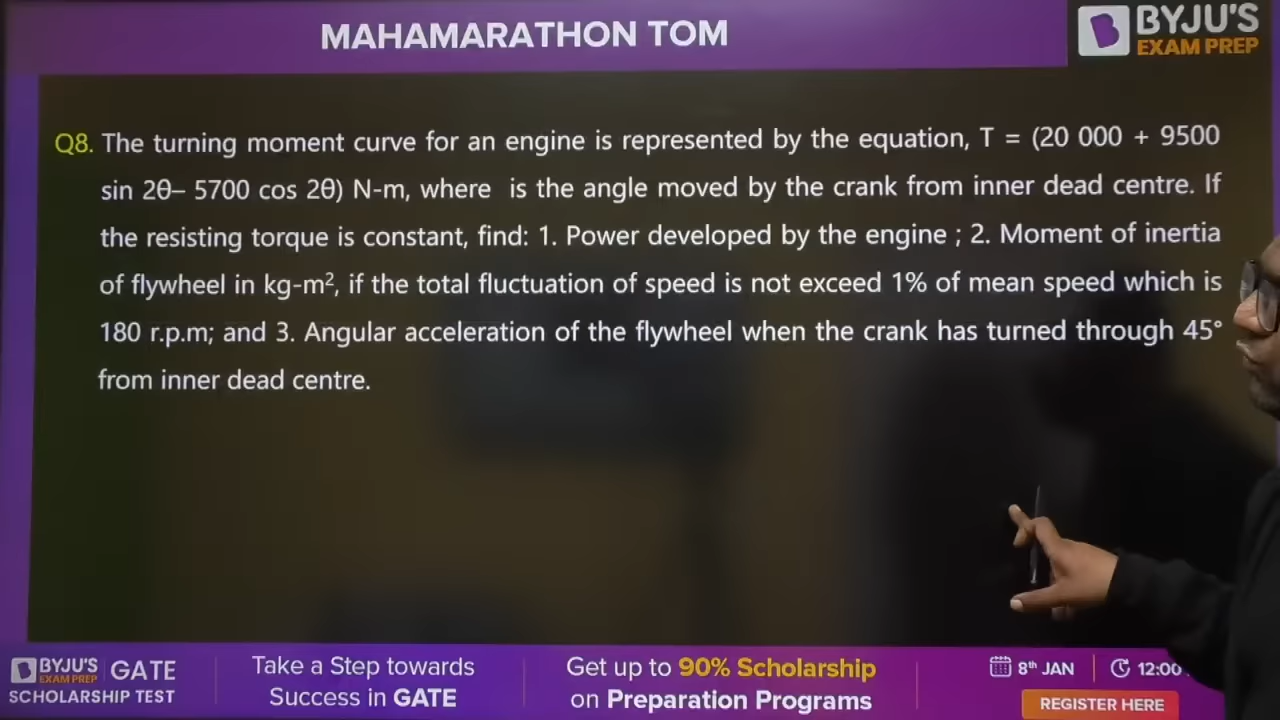 MAHAMARATHON TOM
BYJU'S
EXAM PREP
Q8. The turning moment curve for an engine is represented by the equation, T = (20 000 + 9500
sin 2θ– 5700 cos 2θ) N-m, where is the angle moved by the crank from inner dead centre. If
the resisting torque is constant, find: 1. Power developed by the engine ; 2. Moment of inertia
of flywheel in kg-m², if the total fluctuation of speed is not exceed 1% of mean speed which is
180 r.p.m; and 3. Angular acceleration of the flywheel when the crank has turned through 45°
from inner dead centre.
BYJU'S
EXAM PREP
GATE
SCHOLARSHIP TEST
Take a Step towards
Success in GATE
Get up to 90% Scholarship
on Preparation Programs
8th JAN
12:00
REGISTER HERE